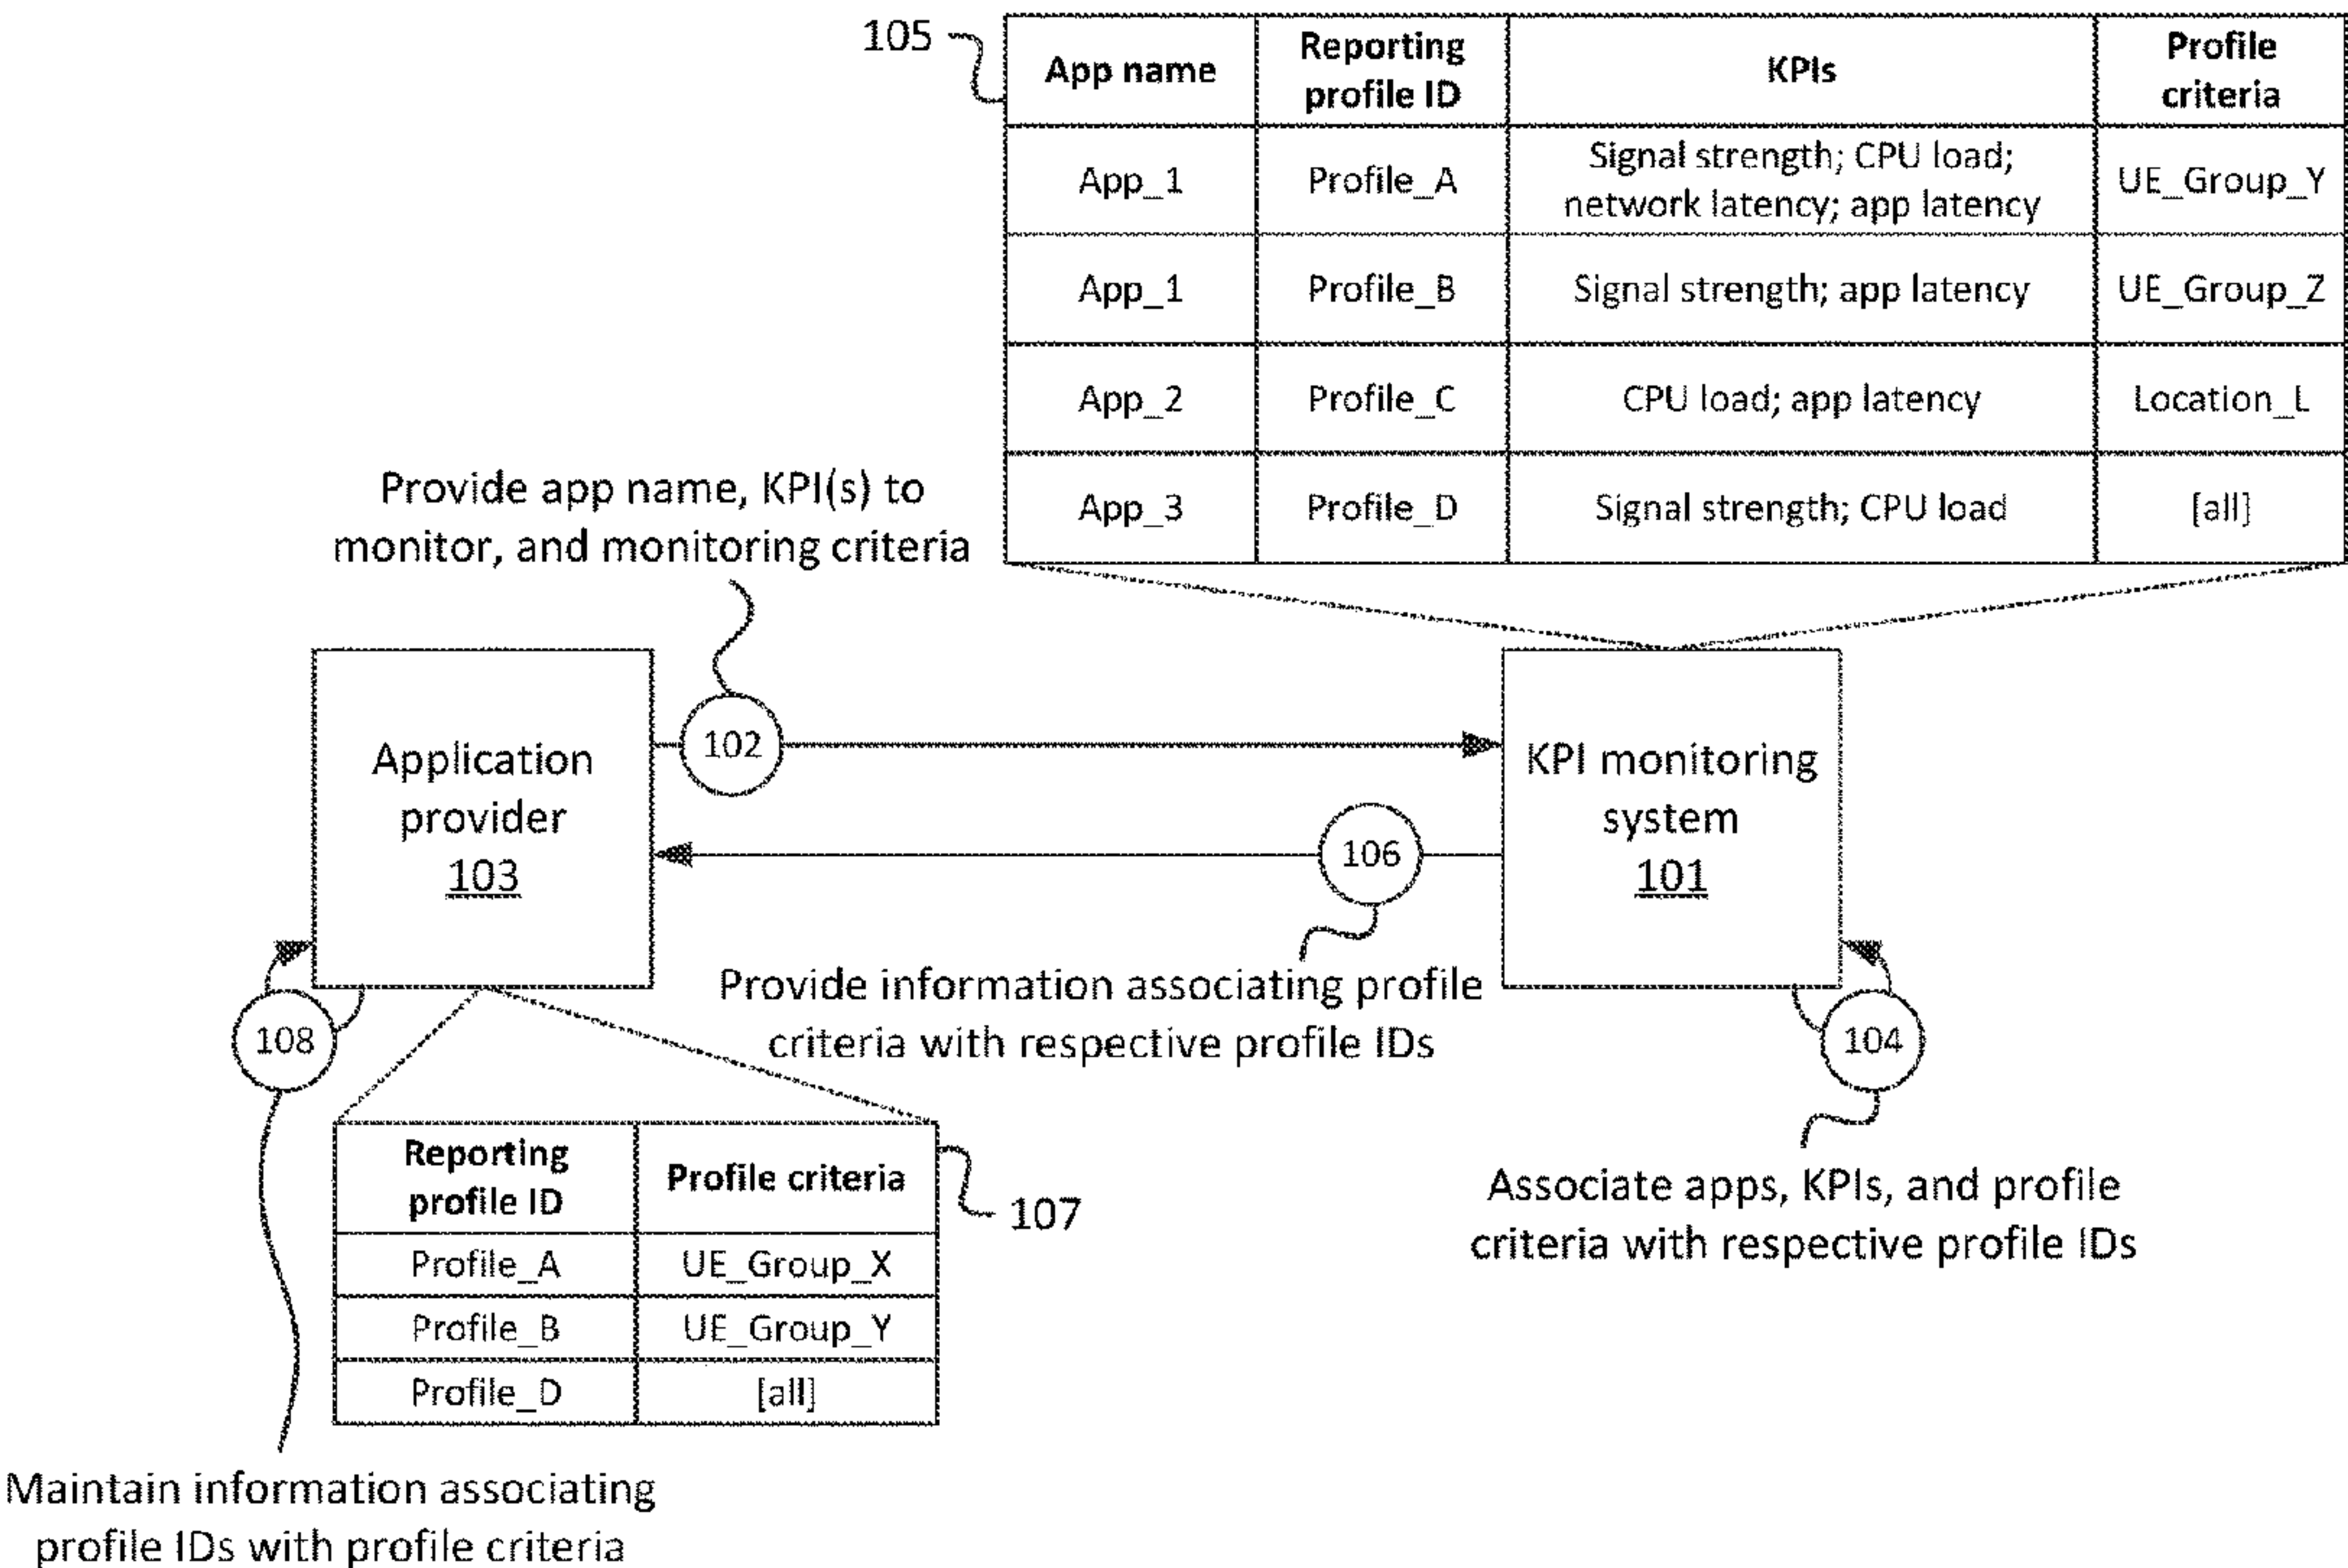 105
App name
Reporting
profile ID
KPIs
Profile
criteria
App_1
Profile_A
Signal strength; CPU load;
network latency; app latency
UE_Group_Y
App_1
Profile_B
Signal strength; app latency
UE_Group_Z
App_2
Profile_C
CPU load; app latency
Location_L
App_3
Profile_D
Signal strength; CPU load
[all]
Provide app name, KPI(s) to
monitor, and monitoring criteria
102
Application
provider
103
KPI monitoring
system
101
106
Provide information associating profile
criteria with respective profile IDs
108
104
Associate apps, KPIs, and profile
criteria with respective profile IDs
Reporting
profile ID
Profile criteria
107
Profile_A
UE_Group_X
Profile_B
UE_Group_Y
Profile_D
[all]
Maintain information associating
profile IDs with profile criteria